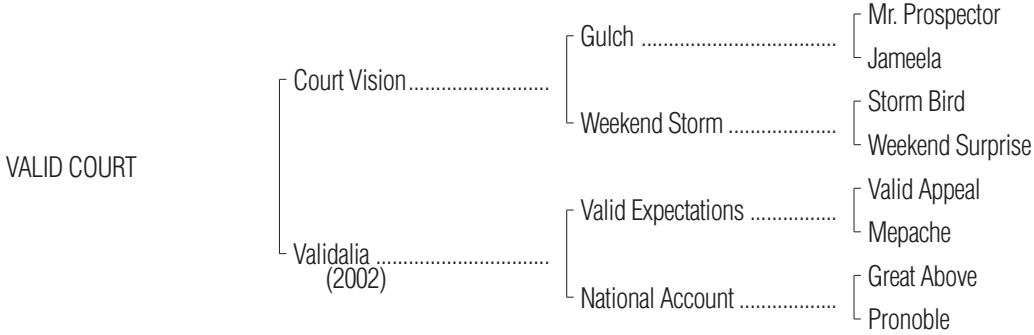 Mr. Prospector
Gulch ....................................
Jameela
Court Vision..........................
Storm Bird
Weekend Storm ....................
Weekend Surprise
VALID COURT
Valid Appeal
Valid Expectations ................
Mepache
Validalia ................................
(2002)
Great Above
National Account ..................
Pronoble